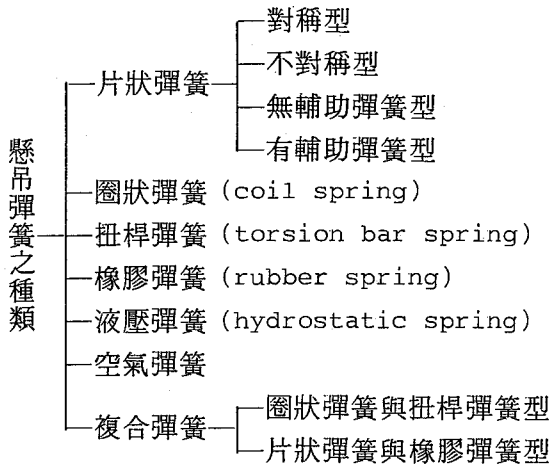 懸吊彈簧之種類
片狀彈簧
對稱型
不對稱型
無輔助彈簧型
有輔助彈簧型
圈狀彈簧(coil spring)
扭桿彈簧(torsion bar spring)
橡膠彈簧(rubber spring)
液壓彈簧(hydrostatic spring)
空氣彈簧
複合彈簧
圈狀彈簧與扭桿彈簧型
片狀彈簧與橡膠彈簧型